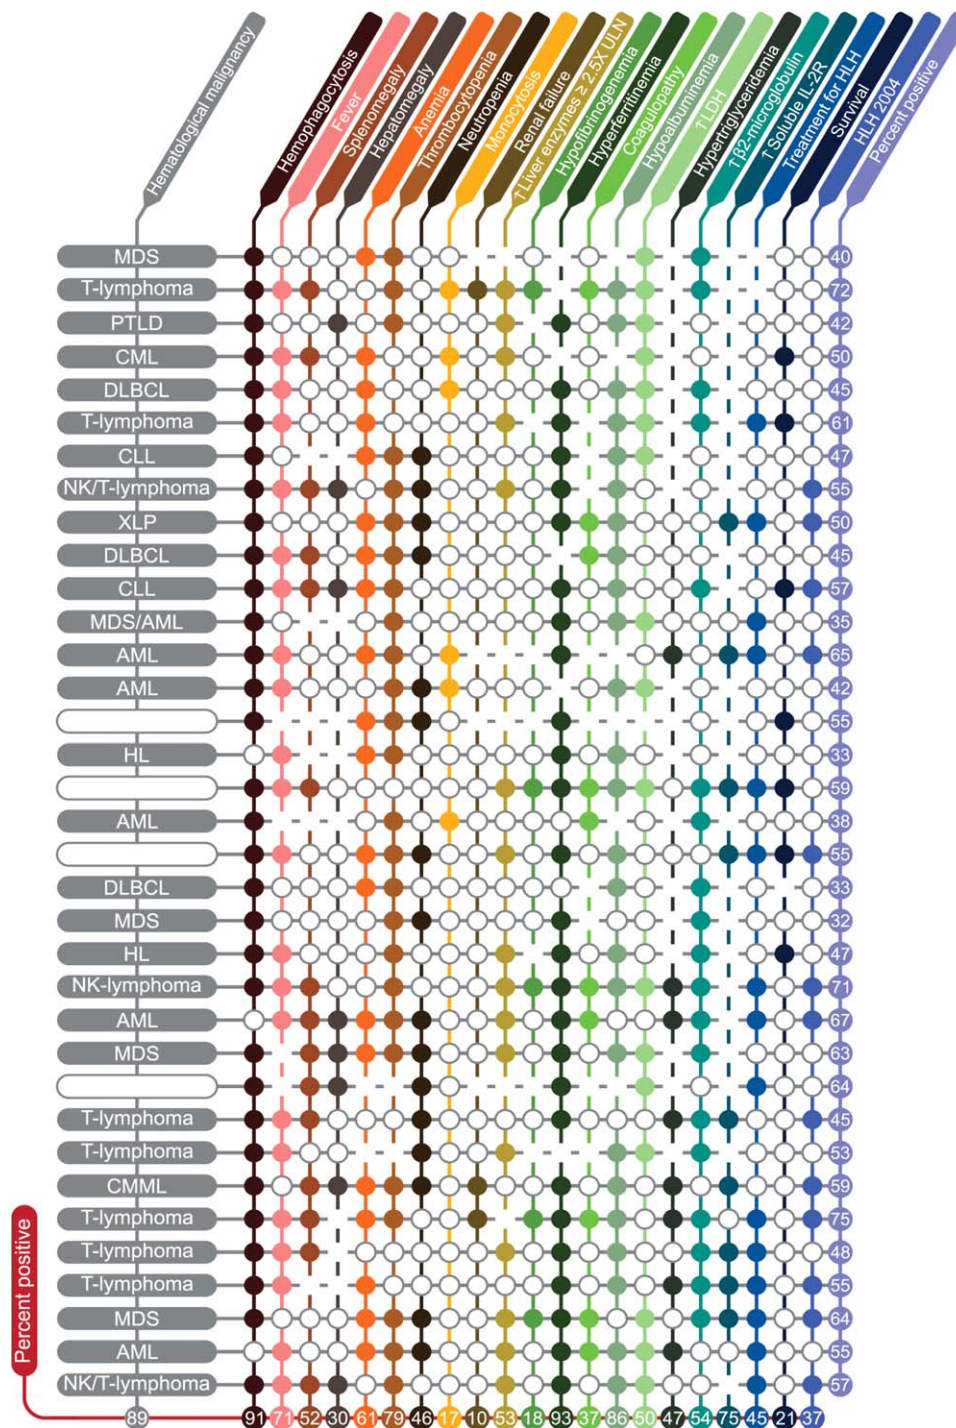 Hematological malignancy
Hemophagocytosis
Fever
Splenomegaly
Hepatomegaly
Anemia
Thrombocytopenia
Neutropenia
Monocytosis
Renal failure
↑Liver enzymes ≥ 2.5X ULN
Hypofibrinogenemia
Hyperferritinemia
Coagulopathy
Hypoalbuminemia
↑LDH
Hypertriglyceridemia
↑β2-microglobulin
↑Soluble IL-2R
Treatment for HLH
Survival
HLH 2004
Percent positive
MDS 40
T-lymphoma 72
PTLD 42
CML 50
DLBCL 45
T-lymphoma 61
CLL 47
NK/T-lymphoma 55
XLP 50
DLBCL 45
CLL 57
MDS/AML 35
AML 65
AML 42
55
HL 33
59
AML 38
55
DLBCL 33
MDS 32
HL 47
NK-lymphoma 71
AML 67
MDS 63
64
T-lymphoma 45
T-lymphoma 53
CMML 59
T-lymphoma 75
T-lymphoma 48
T-lymphoma 55
MDS 64
AML 55
NK/T-lymphoma 57
Percent positive
89 91 71 52 30 61 79 46 17 10 53 18 93 37 86 50 47 54 75 45 21 37